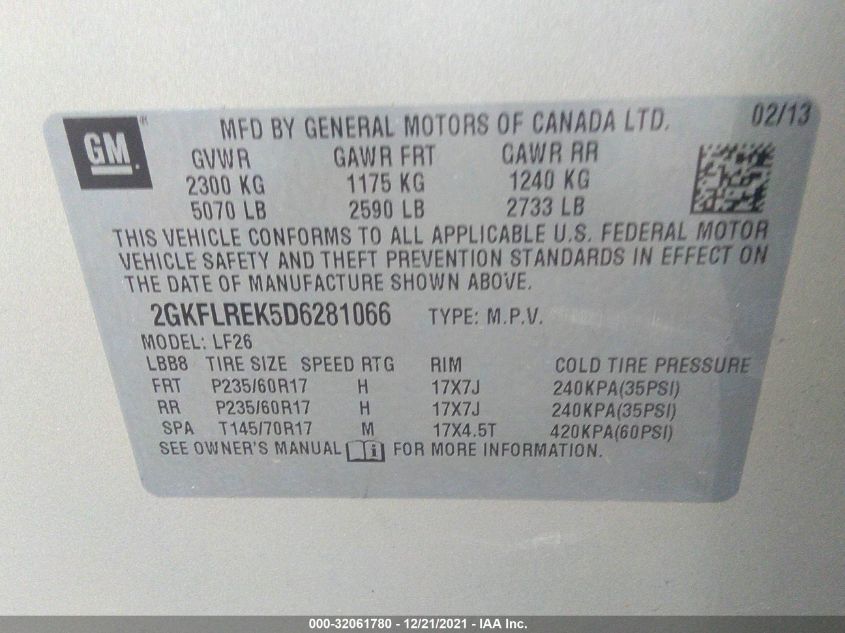 GM
MFD BY GENERAL MOTORS OF CANADA LTD. 02/13
GVWR GAWR FRT GAWR RR
2300 KG 1175 KG 1240 KG
5070 LB 2590 LB 2733 LB
THIS VEHICLE CONFORMS TO ALL APPLICABLE U.S. FEDERAL MOTOR
VEHICLE SAFETY AND THEFT PREVENTION STANDARDS IN EFFECT ON
THE DATE OF MANUFACTURE SHOWN ABOVE.
2GKFLREK5D6281066 TYPE: M.P.V.
MODEL: LF26
LBB8 TIRE SIZE SPEED RTG RIM COLD TIRE PRESSURE
FRT P235/60R17 H 17X7J 240KPA(35PSI)
RR P235/60R17 H 17X7J 240KPA(35PSI)
SPA T145/70R17 M 17X4.5T 420KPA(60PSI)
SEE OWNER'S MANUAL i FOR MORE INFORMATION.
000-32061780 - 12/21/2021 - IAA Inc.